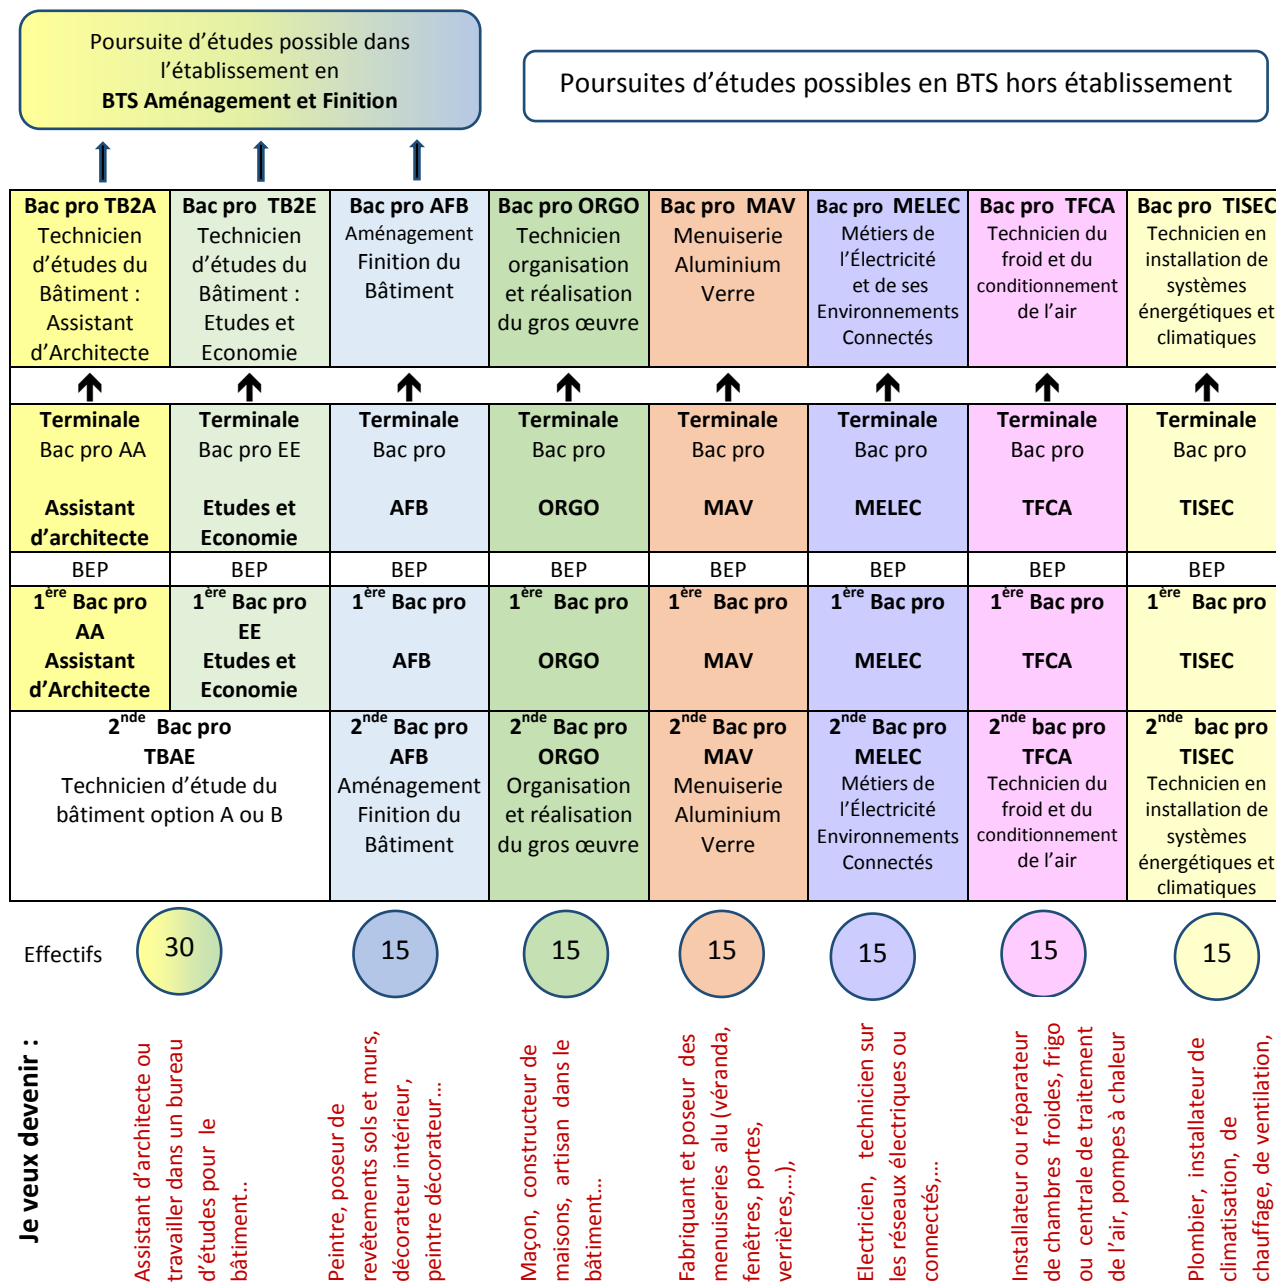 Poursuite d'études possible dans
l'établissement en
BTS Aménagement et Finition
Poursuites d'études possibles en BTS hors établissement
Bac pro TB2A
Technicien
d'études du
Bâtiment :
Assistant
d'Architecte
Bac pro TB2E
Technicien
d'études du
Bâtiment :
Etudes et
Economie
Bac pro AFB
Aménagement
Finition du
Bâtiment
Bac pro ORGO
Technicien
organisation
et réalisation
du gros œuvre
Bac pro MAV
Menuiserie
Aluminium
Verre
Bac pro MELEC
Métiers de
l'Électricité
et de ses
Environnements
Connectés
Bac pro TFCA
Technicien du
froid et du
conditionnement
de l'air
Bac pro TISEC
Technicien en
installation de
systèmes
énergétiques et
climatiques
Terminale
Bac pro AA
Assistant
d'architecte
Terminale
Bac pro EE
Etudes et
Economie
Terminale
Bac pro
AFB
Terminale
Bac pro
ORGO
Terminale
Bac pro
MAV
Terminale
Bac pro
MELEC
Terminale
Bac pro
TFCA
Terminale
Bac pro
TISEC
BEP
BEP
BEP
BEP
BEP
BEP
BEP
BEP
1ère Bac pro
AA
Assistant
d'Architecte
1ère Bac pro
EE
Etudes et
Economie
1ère Bac pro
AFB
1ère Bac pro
ORGO
1ère Bac pro
MAV
1ère Bac pro
MELEC
1ère Bac pro
TFCA
1ère Bac pro
TISEC
2nde Bac pro
TBAE
Technicien d'étude du
bâtiment option A ou B
2nde Bac pro
AFB
Aménagement
Finition du
Bâtiment
2nde Bac pro
ORGO
Organisation
et réalisation
du gros œuvre
2nde Bac pro
MAV
Menuiserie
Aluminium
Verre
2nde Bac pro
MELEC
Métiers de
l'Électricité
Environnements
Connectés
2nde bac pro
TFCA
Technicien du
froid et du
conditionnement
de l'air
2nde bac pro
TISEC
Technicien en
installation de
systèmes
énergétiques et
climatiques
Effectifs
30
15
15
15
15
15
15
Je veux devenir :
Assistant d'architecte ou
travailler dans un bureau
d'études pour le
bâtiment..
Peintre, poseur de
revêtements sols et murs,
décorateur intérieur,
peintre décorateur...
Maçon, constructeur de
maisons, artisan dans le
bâtiment...
Fabriquant et poseur des
menuiseries alu (véranda,
fenêtres, portes,
verrières,...),
Electricien, technicien sur
les réseaux électriques ou
connectés,...
Installateur ou réparateur
de chambres froides, frigo
ou centrale de traitement
de l'air, pompes à chaleur
Plombier, installateur de
climatisation, de
chauffage, de ventilation,